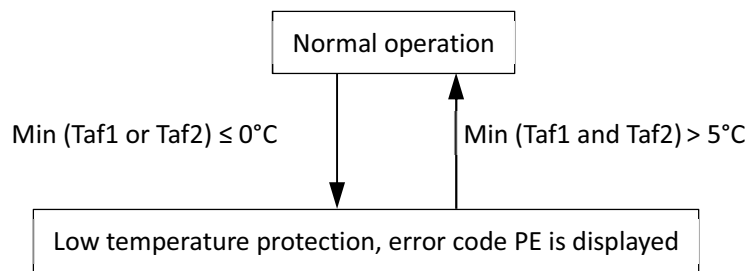 Normal operation
Min (Taf1 or Taf2) ≤ 0°C
Min (Taf1 and Taf2) > 5°C
Low temperature protection, error code PE is displayed